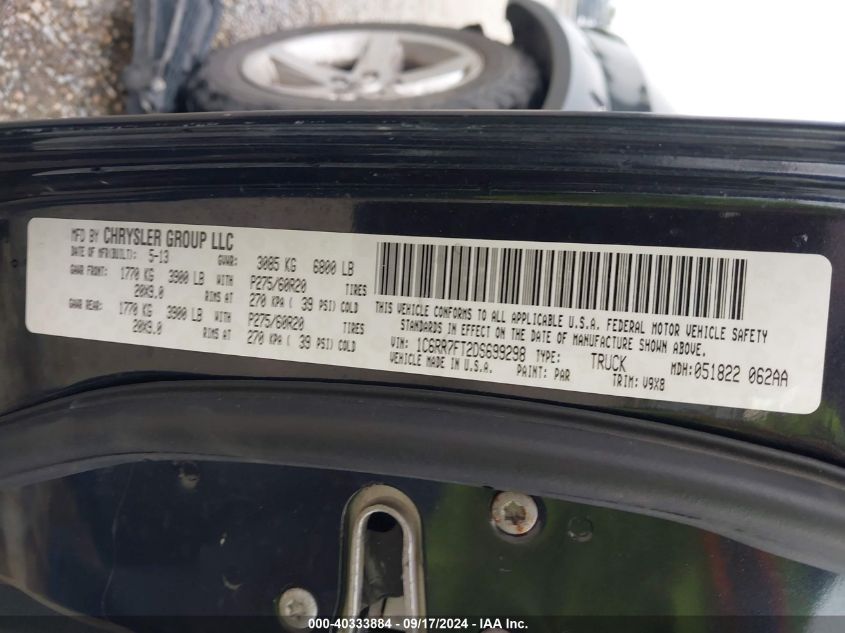 MFD BY CHRYSLER GROUP LLC
DATE OF MFR(BUILT): 5-13 GVWR: 3085 KG 6800 LB
GAWR FRONT: 1770 KG 3900 LB WITH P275/60R20 TIRES
20X9.0 RIMS AT 270 KPA ( 39 PSI) COLD
GAWR REAR: 1770 KG 3900 LB WITH P275/60R20 TIRES
20X9.0 RIMS AT 270 KPA ( 39 PSI) COLD
THIS VEHICLE CONFORMS TO ALL APPLICABLE U.S.A. FEDERAL MOTOR VEHICLE SAFETY
STANDARDS IN EFFECT ON THE DATE OF MANUFACTURE SHOWN ABOVE.
VIN: 1C6RR7FT2DS699298 TYPE: TRUCK MDH:051822 062AA
VEHICLE MADE IN U.S.A. PAINT: PAR TRIM: V9X8
000-40333884 - 09/17/2024 - IAA Inc.